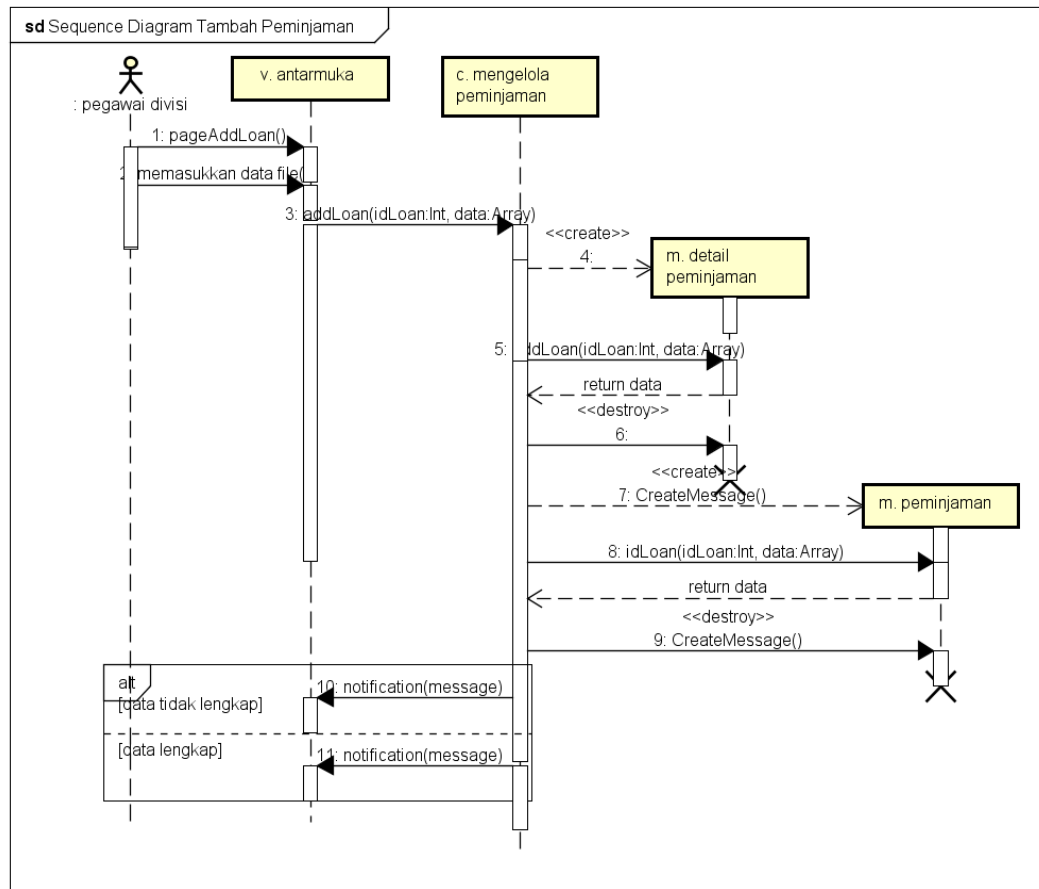 sd Sequence Diagram Tambah Peminjaman
: pegawai divisi
v. antarmuka
c. mengelola
peminjaman
1: pageAddLoan()
2: memasukkan data file()
3: addLoan(idLoan:Int, data:Array)
<<create>>
4:
m. detail
peminjaman
5: addLoan(idLoan:Int, data:Array)
return data
<<destroy>>
6:
<<create>>
7: CreateMessage()
m. peminjaman
8: idLoan(idLoan:Int, data:Array)
return data
<<destroy>>
9: CreateMessage()
alt
10: notification(message)
[data tidak lengkap]
[data lengkap]
11: notification(message)